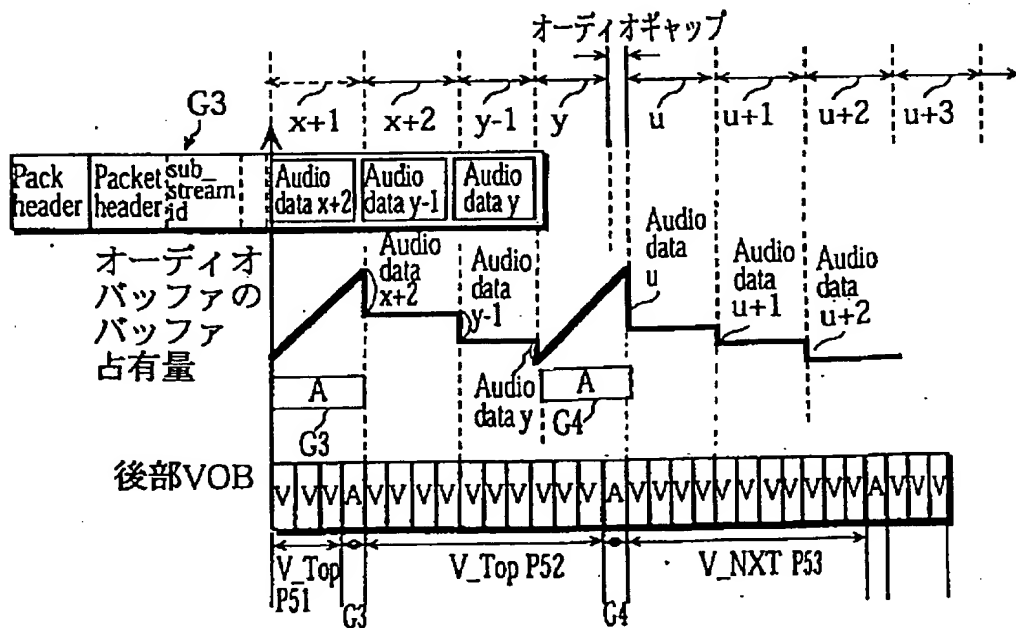 オーディオギャップ
x+1 x+2 y-1 y u u+1 u+2 u+3
G3
Pack header
Packet header
sub_stream id
Audio data x+2
Audio data y-1
Audio data y
オーディオ
バッファの
バッファ
占有量
Audio data x+2
Audio data y-1
Audio data y
Audio data u
Audio data u+1
Audio data u+2
A
G3
A
G4
後部VOB
V V V A V V V V V V V V V V A V V V V V V V V V V A V V V
V_Top P51
G3
V_Top P52
G4
V_NXT P53